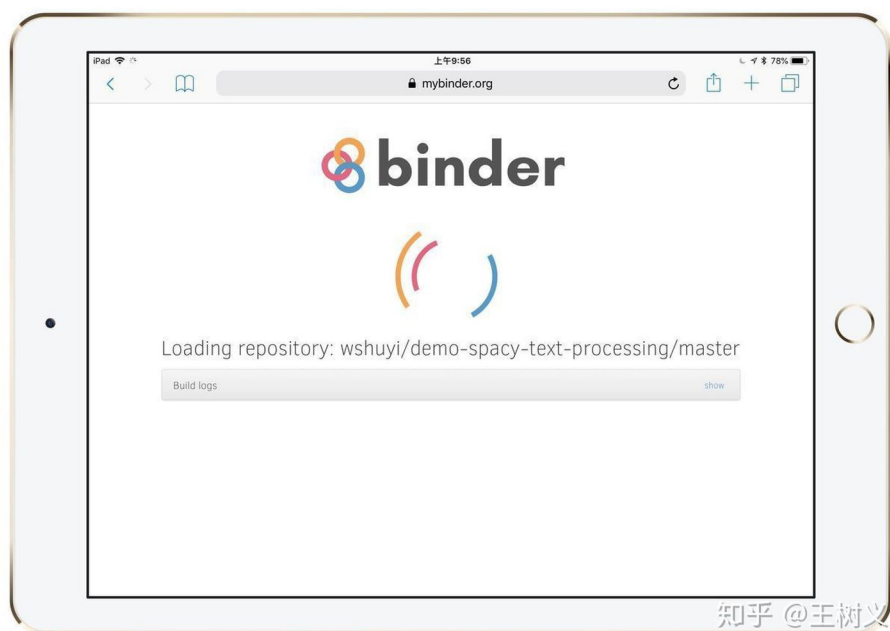 iPad
上午9:56
78%
mybinder.org
binder
Loading repository: wshuyi/demo-spacy-text-processing/master
Build logs
show
知乎 @王树义